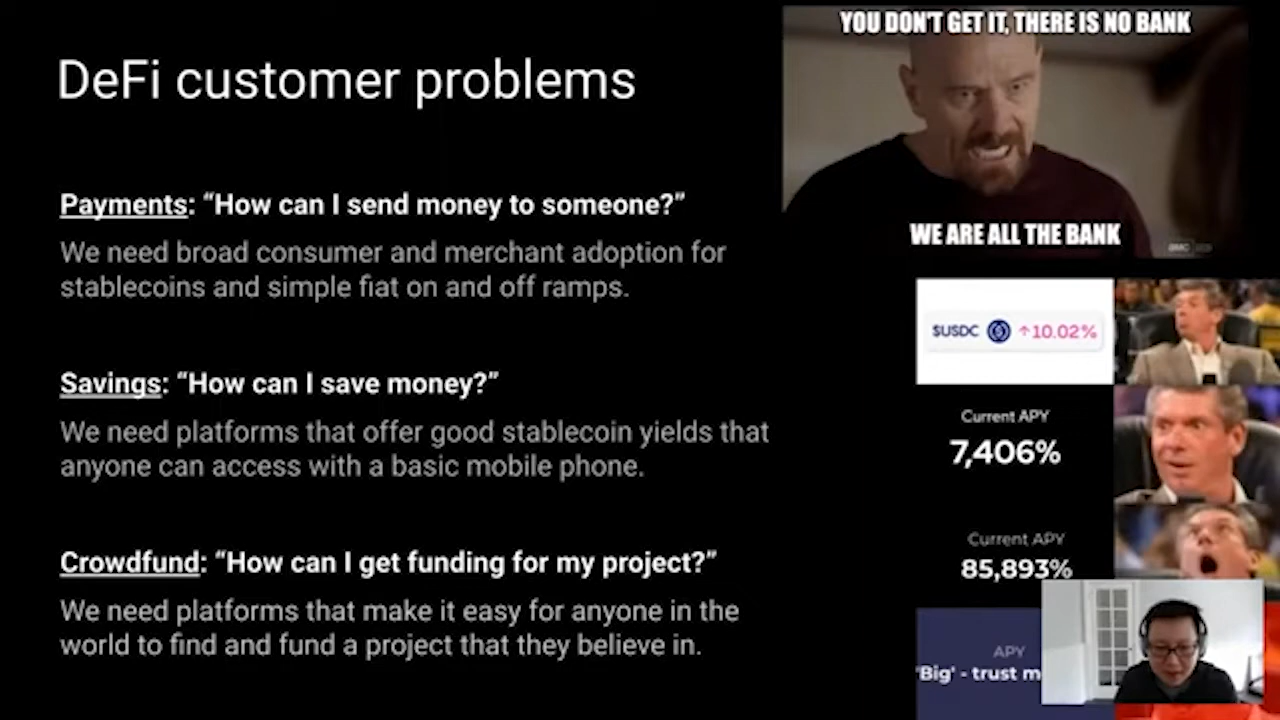 DeFi customer problems
Payments: “How can I send money to someone?”
We need broad consumer and merchant adoption for
stablecoins and simple fiat on and off ramps.
Savings: “How can I save money?”
We need platforms that offer good stablecoin yields that
anyone can access with a basic mobile phone.
Crowdfund: “How can I get funding for my project?”
We need platforms that make it easy for anyone in the
world to find and fund a project that they believe in.
YOU DON'T GET IT, THERE IS NO BANK
WE ARE ALL THE BANK
$USDC ↑10.02%
Current APY
7,406%
Current APY
85,893%
APY
'Big' - trust